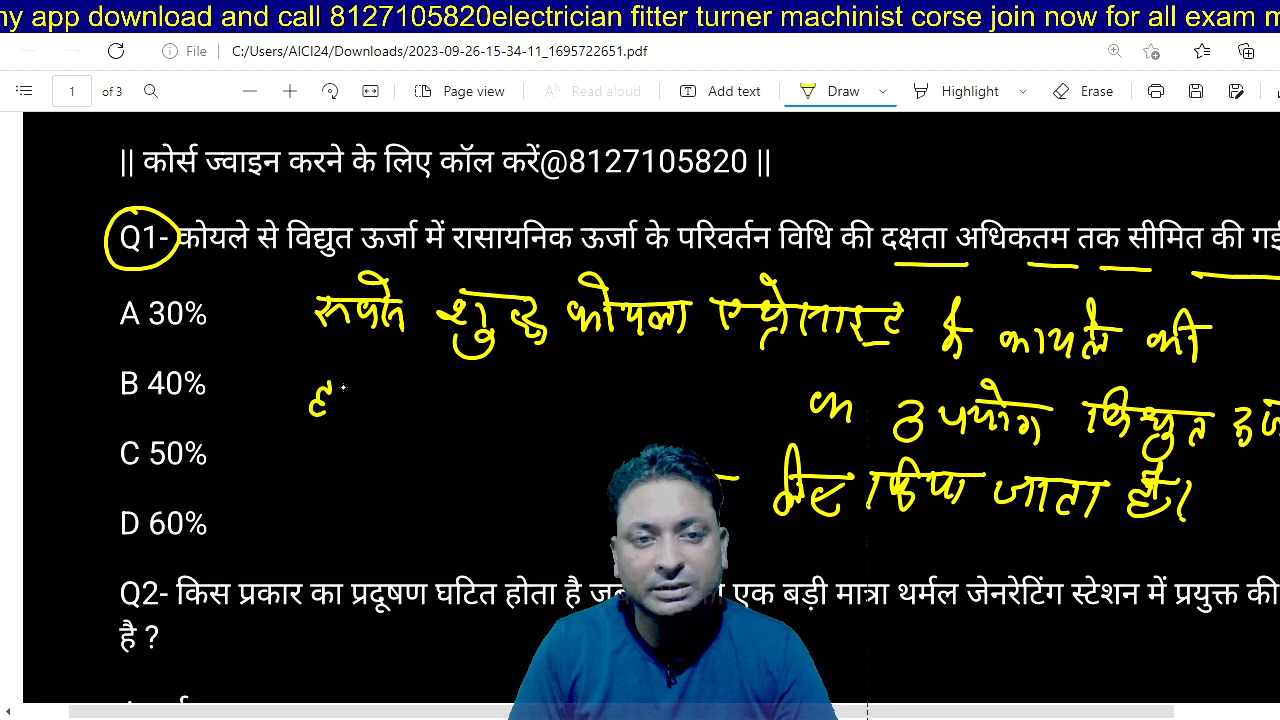 ny app download and call 8127105820electrician fitter turner machinist corse join now for all exam m
File C:/Users/AICI24/Downloads/2023-09-26-15-34-11_1695722651.pdf
1 of 3 Page view Read aloud Add text Draw Highlight Erase
|| कोर्स ज्वाइन करने के लिए कॉल करें@8127105820 ||
Q1- कोयले से विद्युत ऊर्जा में रासायनिक ऊर्जा के परिवर्तन विधि की दक्षता अधिकतम तक सीमित की गई
A 30%
शुद्ध कोयला के कोयले की
B 40%
का उपयोग विधुत
C 50%
किया जाता है।
D 60%
Q2- किस प्रकार का प्रदूषण घटित होता है एक बड़ी मात्रा थर्मल जेनरेटिंग स्टेशन में प्रयुक्त की
है ?